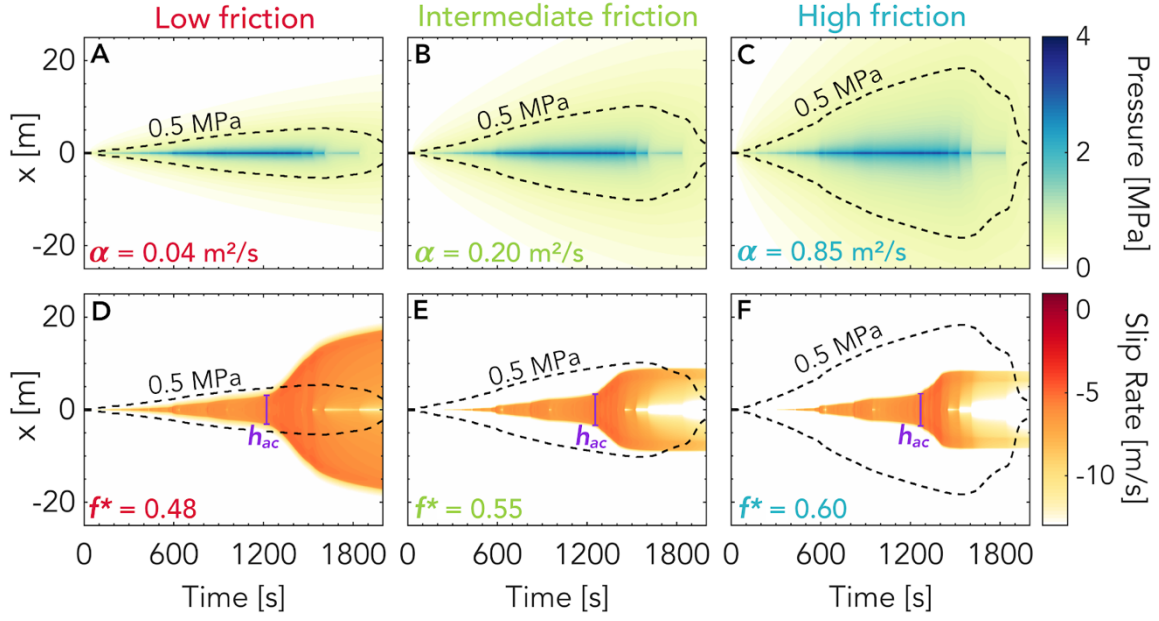 Low friction
Intermediate friction
High friction
A
B
C
20
0
-20
x [m]
0.5 MPa
0.5 MPa
0.5 MPa
α = 0.04 m²/s
α = 0.20 m²/s
α = 0.85 m²/s
4
2
0
Pressure [MPa]
D
E
F
20
0
-20
x [m]
0.5 MPa
0.5 MPa
0.5 MPa
hac
hac
hac
f* = 0.48
f* = 0.55
f* = 0.60
0
-5
-10
Slip Rate [m/s]
0 600 1200 1800
0 600 1200 1800
0 600 1200 1800
Time [s]
Time [s]
Time [s]